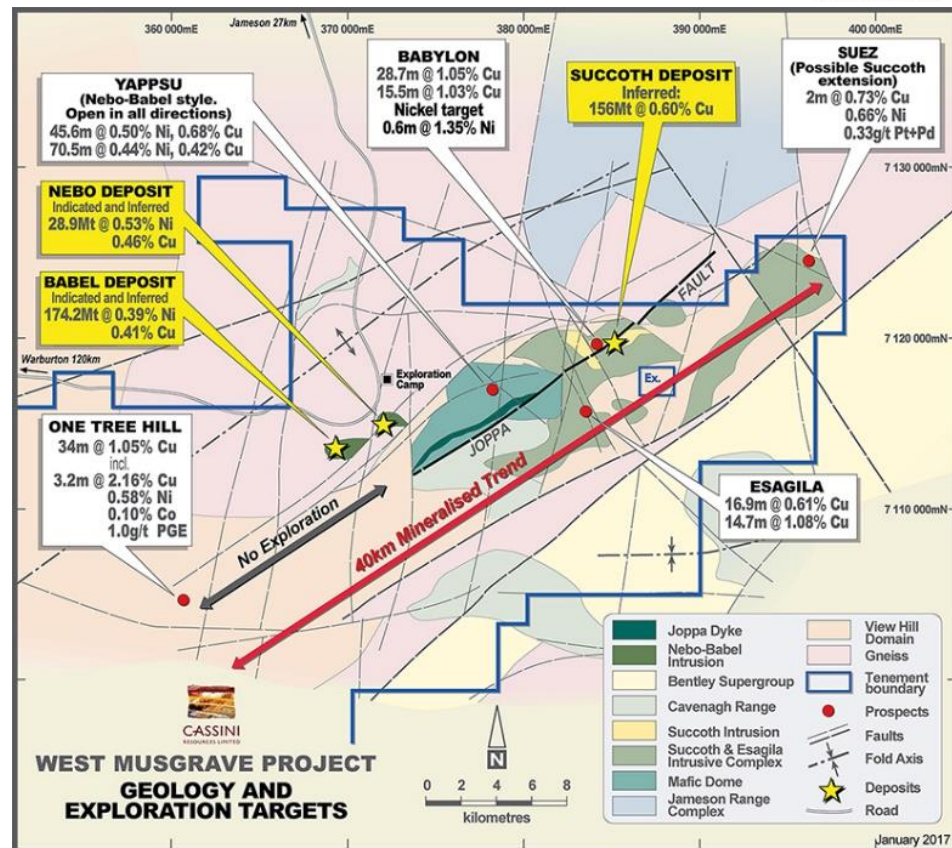 360 000mE
Jameson 27km
370 000mE
390 000mE
400 000mE
YAPPSU
(Nebo-Babel style.
Open in all directions)
45.6m @ 0.50% Ni, 0.68% Cu
70.5m @ 0.44% Ni, 0.42% Cu
BABYLON
28.7m @ 1.05% Cu
15.5m @ 1.03% Cu
Nickel target
0.6m @ 1.35% Ni
SUCCOTH DEPOSIT
Inferred:
156Mt @ 0.60% Cu
SUEZ
(Possible Succoth
extension)
2m @ 0.73% Cu
0.66% Ni
0.33g/t Pt+Pd
7 130 000mN
NEBO DEPOSIT
Indicated and Inferred
28.9Mt @ 0.53% Ni
0.46% Cu
BABEL DEPOSIT
Indicated and Inferred
174.2Mt @ 0.39% Ni
0.41% Cu
FAULT
7 120 000mN
Warburton 120km
Exploration
Camp
Ex.
JOPPA
ONE TREE HILL
34m @ 1.05% Cu
incl.
3.2m @ 2.16% Cu
0.58% Ni
0.10% Co
1.0g/t PGE
ESAGILA
16.9m @ 0.61% Cu
14.7m @ 1.08% Cu
7 110 000mN
No Exploration
40km Mineralised Trend
CASSINI
RESOURCES LIMITED
WEST MUSGRAVE PROJECT
GEOLOGY AND
EXPLORATION TARGETS
N
0 2 4 6 8
kilometres
Joppa Dyke
Nebo-Babel
Intrusion
Bentley Supergroup
Cavenagh Range
Succoth Intrusion
Succoth & Esagila
Intrusive Complex
Mafic Dome
Jameson Range
Complex
View Hill
Domain
Gneiss
Tenement
boundary
Prospects
Faults
Fold Axis
Deposits
Road
January 2017